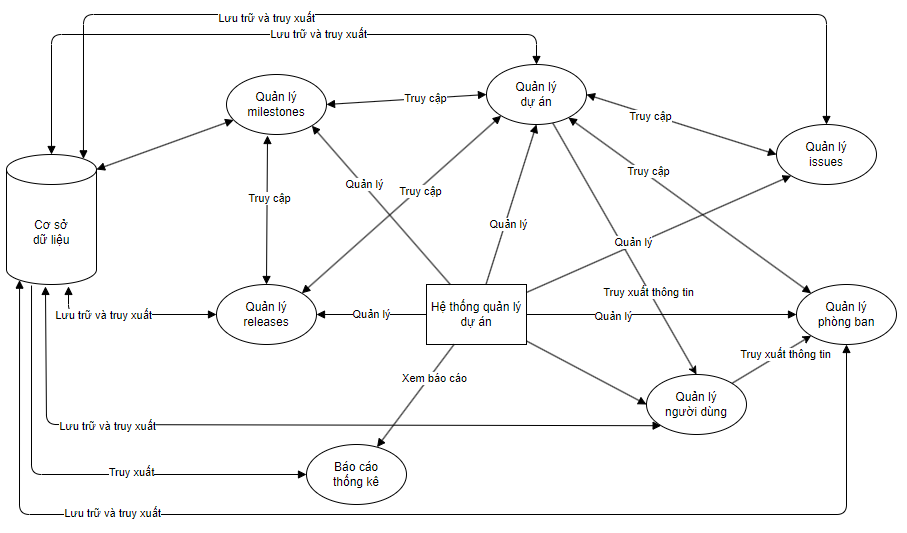 Lưu trữ và truy xuất
Lưu trữ và truy xuất
Quản lý
dự án
Quản lý
milestones
Truy cập
Truy cập
Quản lý
issues
Truy cập
Quản lý
Truy cập
Truy cập
Cơ sở
dữ liệu
Quản lý
Quản lý
Truy xuất thông tin
Quản lý
releases
Hệ thống quản lý
dự án
Quản lý
phòng ban
Lưu trữ và truy xuất
Quản lý
Quản lý
Truy xuất thông tin
Xem báo cáo
Quản lý
người dùng
Lưu trữ và truy xuất
Báo cáo
thống kê
Truy xuất
Lưu trữ và truy xuất